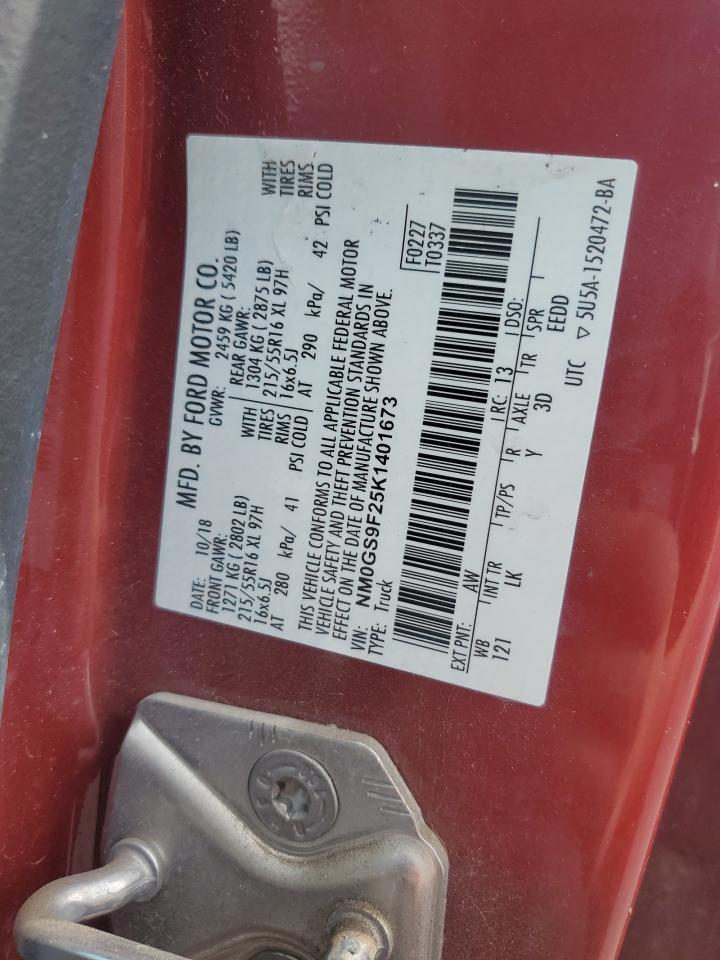 MFD. BY FORD MOTOR CO.
DATE: 10/18 GVWR: 2459 KG ( 5420 LB)
FRONT GAWR: REAR GAWR:
1271 KG ( 2802 LB) WITH 1304 KG ( 2875 LB) WITH
215/55R16 XL 97H TIRES 215/55R16 XL 97H TIRES
16x6.5J RIMS 16x6.5J RIMS
AT 280 kPa/ 41 PSI COLD AT 290 kPa/ 42 PSI COLD
THIS VEHICLE CONFORMS TO ALL APPLICABLE FEDERAL MOTOR
VEHICLE SAFETY AND THEFT PREVENTION STANDARDS IN
EFFECT ON THE DATE OF MANUFACTURE SHOWN ABOVE.
VIN: NM0GS9F25K1401673
TYPE: Truck
F0227
T0337
EXT PNT: AW RC: 13 DSO:
WB INT TR TP/PS R AXLE TR SPR
121 LK Y 3D EEDD
UTC ▽ 5U5A-1520472-BA